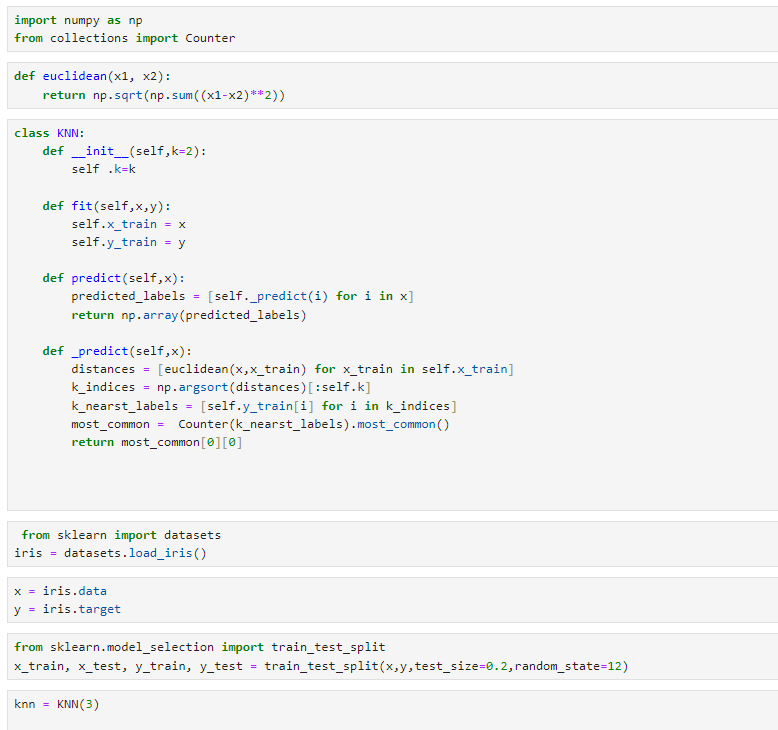 import numpy as np
from collections import Counter
def euclidean(x1, x2):
    return np.sqrt(np.sum((x1-x2)**2))
class KNN:
    def __init__(self,k=2):
        self .k=k
    def fit(self,x,y):
        self.x_train = x
        self.y_train = y
    def predict(self,x):
        predicted_labels = [self._predict(i) for i in x]
        return np.array(predicted_labels)
    def _predict(self,x):
        distances = [euclidean(x,x_train) for x_train in self.x_train]
        k_indices = np.argsort(distances)[:self.k]
        k_nearst_labels = [self.y_train[i] for i in k_indices]
        most_common =  Counter(k_nearst_labels).most_common()
        return most_common[0][0]
 from sklearn import datasets
iris = datasets.load_iris()
x = iris.data
y = iris.target
from sklearn.model_selection import train_test_split
x_train, x_test, y_train, y_test = train_test_split(x,y,test_size=0.2,random_state=12)
knn = KNN(3)